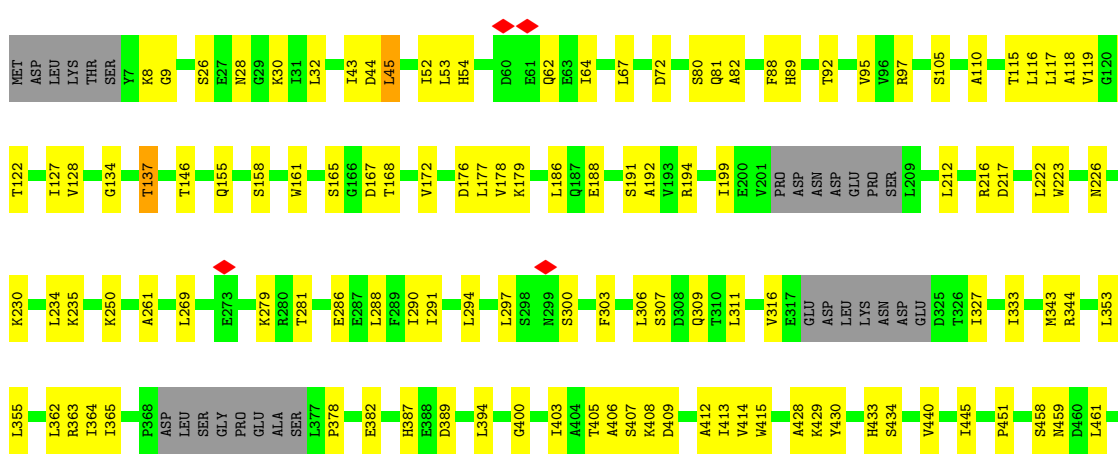 MET ASP LEU LYS THR SER Y7 K8 G9 S26 E27 N28 G29 K30 I31 L32 I43 D44 L45 I52 L53 H54 D60 E61 Q62 E63 I64 L67 D72 S80 Q81 A82 F88 H89 T92 V95 V96 R97 S105 A110 T115 L116 L117 A118 V119 G120
T122 I127 V128 G134 T137 T146 Q155 S158 W161 S165 G166 D167 T168 V172 D176 L177 V178 K179 L186 Q187 E188 S191 A192 V193 R194 I199 E200 V201 PRO ASP ASN ASP GLU PRO SER L209 L212 R216 D217 L222 W223 N226
K230 L234 K235 K250 A261 L269 E273 K279 R280 T281 E286 E287 L288 F289 I290 I291 L294 L297 S298 N299 S300 F303 L306 S307 D308 Q309 T310 L311 V316 E317 GLU ASP LEU LYS ASN ASP GLU D325 T326 I327 I333 M343 R344 L353
L355 L362 R363 I364 I365 P368 ASP LEU SER GLY PRO GLU ALA SER L377 P378 E382 H387 E388 D389 L394 G400 I403 A404 T405 A406 S407 K408 D409 A412 I413 V414 W415 A428 K429 Y430 H433 S434 V440 I445 P451 S458 N459 D460 L461